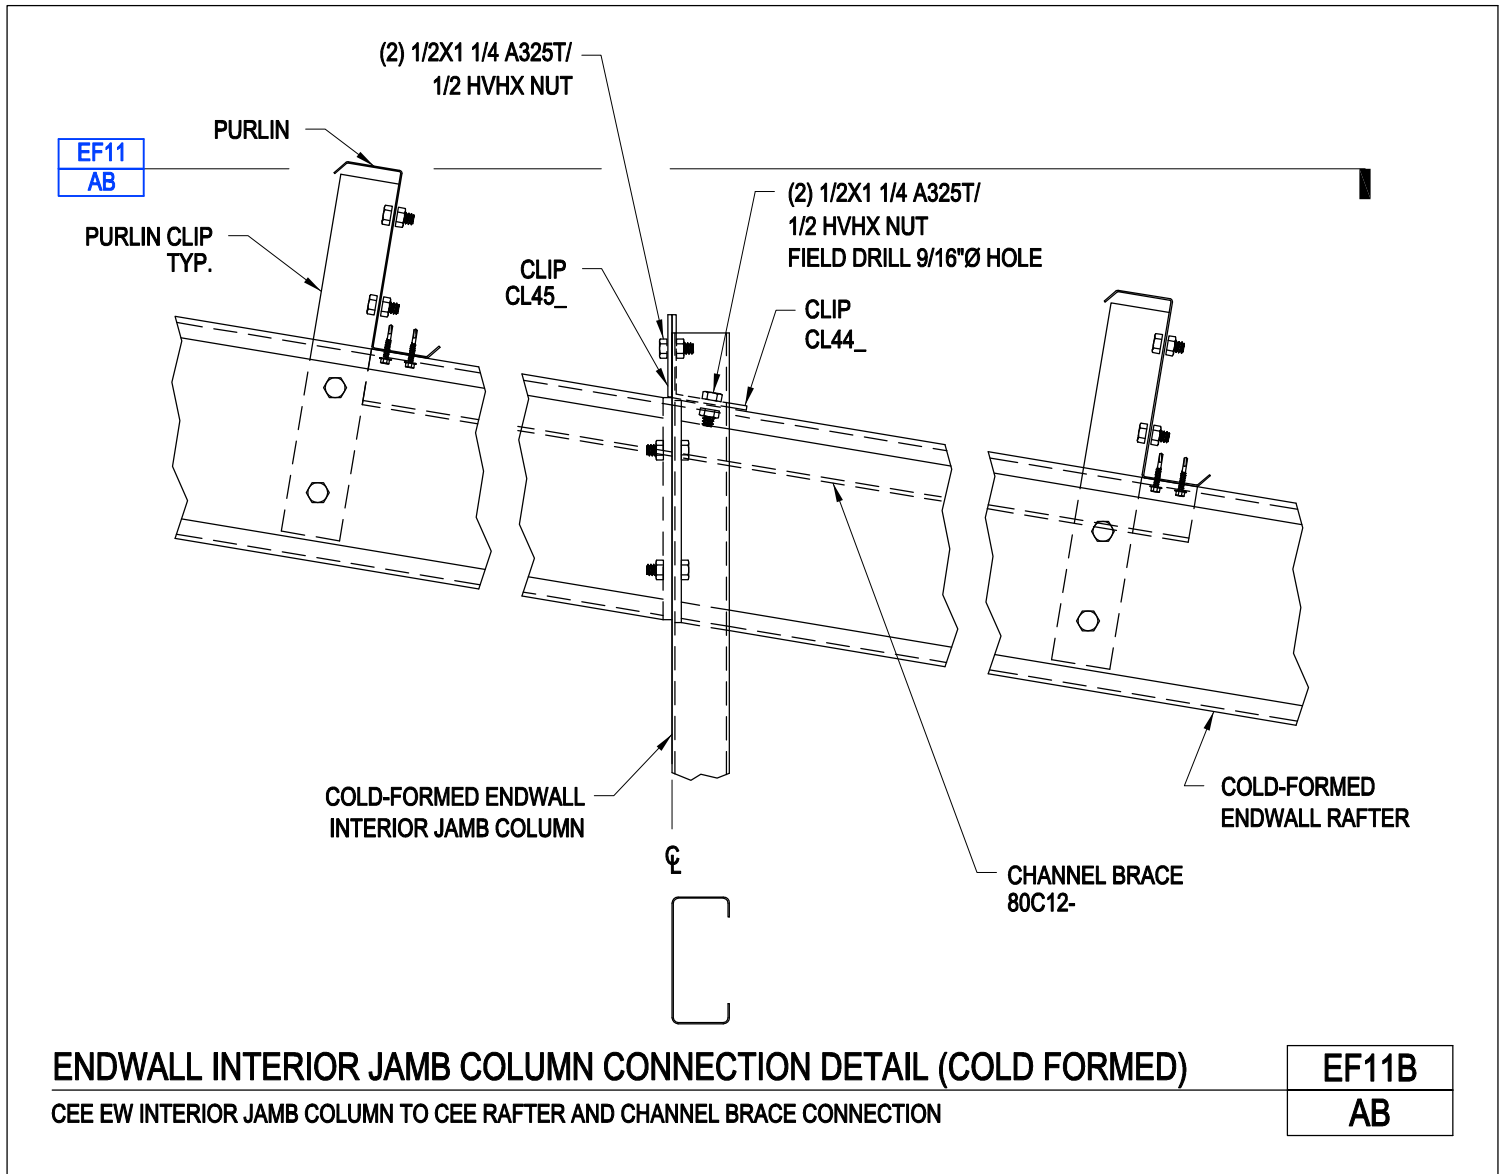 (2) 1/2X1 1/4 A325T/
1/2 HVHX NUT
PURLIN
EF11
AB
(2) 1/2X1 1/4 A325T/
1/2 HVHX NUT
FIELD DRILL 9/16"Ø HOLE
PURLIN CLIP
TYP.
CLIP
CL45_
CLIP
CL44_
COLD-FORMED ENDWALL
INTERIOR JAMB COLUMN
COLD-FORMED
ENDWALL RAFTER
℄
CHANNEL BRACE
80C12-
ENDWALL INTERIOR JAMB COLUMN CONNECTION DETAIL (COLD FORMED)
EF11B
CEE EW INTERIOR JAMB COLUMN TO CEE RAFTER AND CHANNEL BRACE CONNECTION
AB